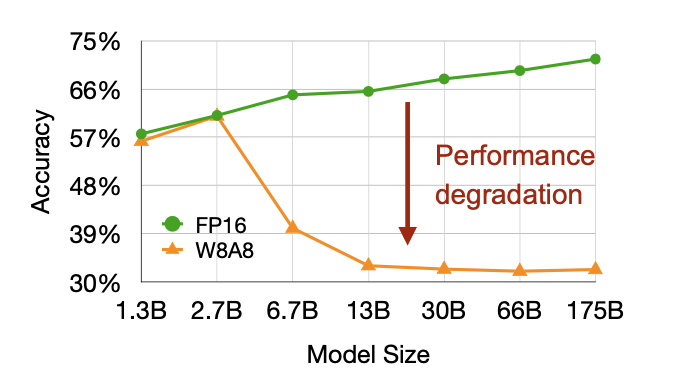 75%
66%
57%
48%
39%
30%
Accuracy
Performance
degradation
FP16
W8A8
1.3B 2.7B 6.7B 13B 30B 66B 175B
Model Size